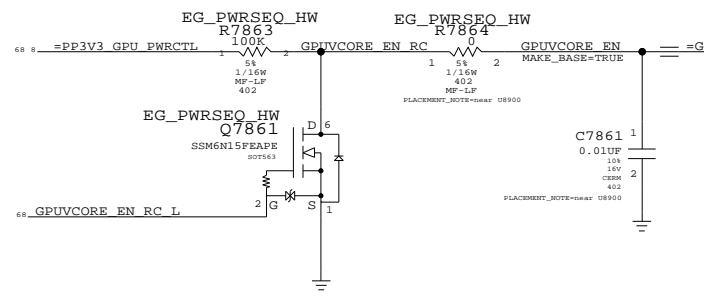 EG_PWRSEQ_HW
R7863
100K
68 8 =PP3V3_GPU_PWRCTL 1 2 GPUVCORE_EN_RC
5%
1/16W
MF-LF
402
EG_PWRSEQ_HW
R7864
0
1 2 GPUVCORE_EN =G
MAKE_BASE=TRUE
5%
1/16W
MF-LF
402
PLACEMENT_NOTE=near U8900
EG_PWRSEQ_HW
Q7861
SSM6N15FEAPE
SOT563
D 6
2 G S 1
68 GPUVCORE_EN_RC_L
C7861 1
0.01UF
10%
16V 2
CERM
402
PLACEMENT_NOTE=near U8900